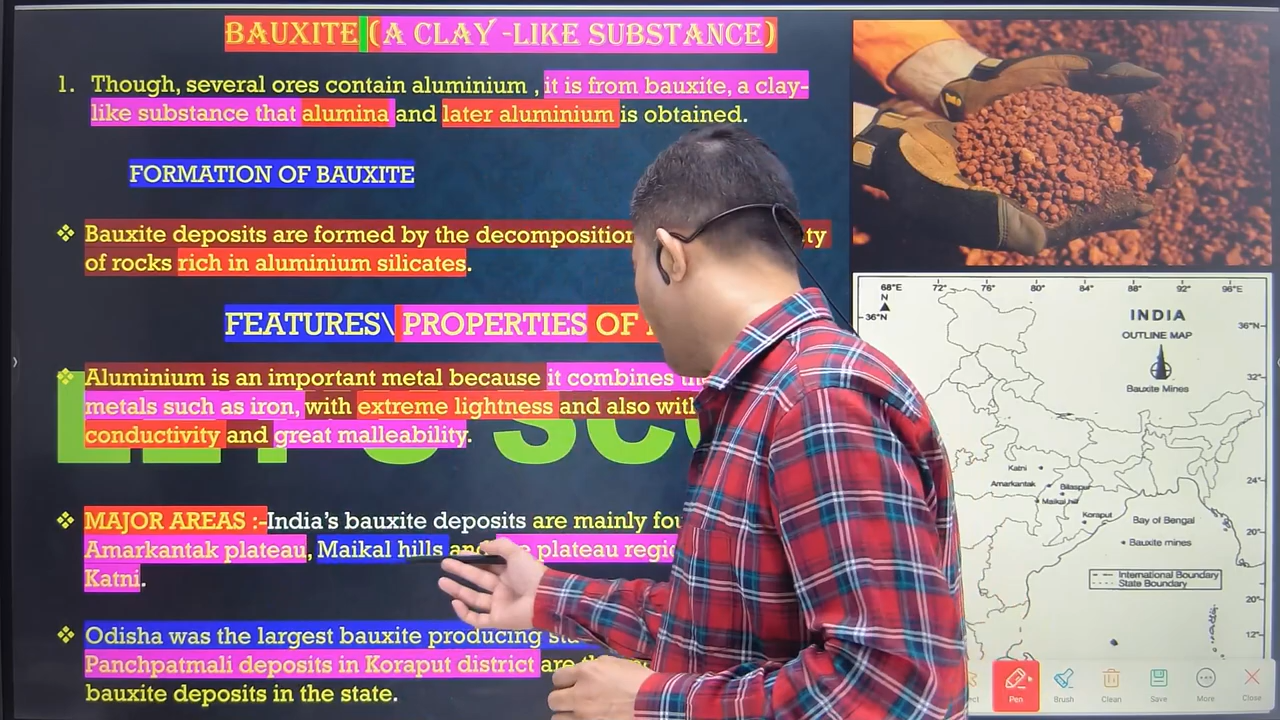 BAUXITE (A CLAY -LIKE SUBSTANCE)
1. Though, several ores contain aluminium , it is from bauxite, a clay-
like substance that alumina and later aluminium is obtained.
FORMATION OF BAUXITE
❖ Bauxite deposits are formed by the decomposition
of rocks rich in aluminium silicates.
FEATURES\ PROPERTIES OF
❖ Aluminium is an important metal because it combines
metals such as iron, with extreme lightness and also with
conductivity and great malleability.
❖ MAJOR AREAS :-India's bauxite deposits are mainly
Amarkantak plateau, Maikal hills and plateau
Katni.
❖ Odisha was the largest bauxite producing
Panchpatmali deposits in Koraput district are
bauxite deposits in the state.
68°E 72° 76° 80° 84° 88° 92° 96°E
N
36°N
INDIA
OUTLINE MAP
36°N
32°
Bauxite Mines
Katni
Amarkantak
Bilaspur
Maikal hill
24°
Koraput
Bay of Bengal
20°
Bauxite mines
International Boundary
State Boundary
20°
12°
Pen
Brush
Clean
Save
More
Close